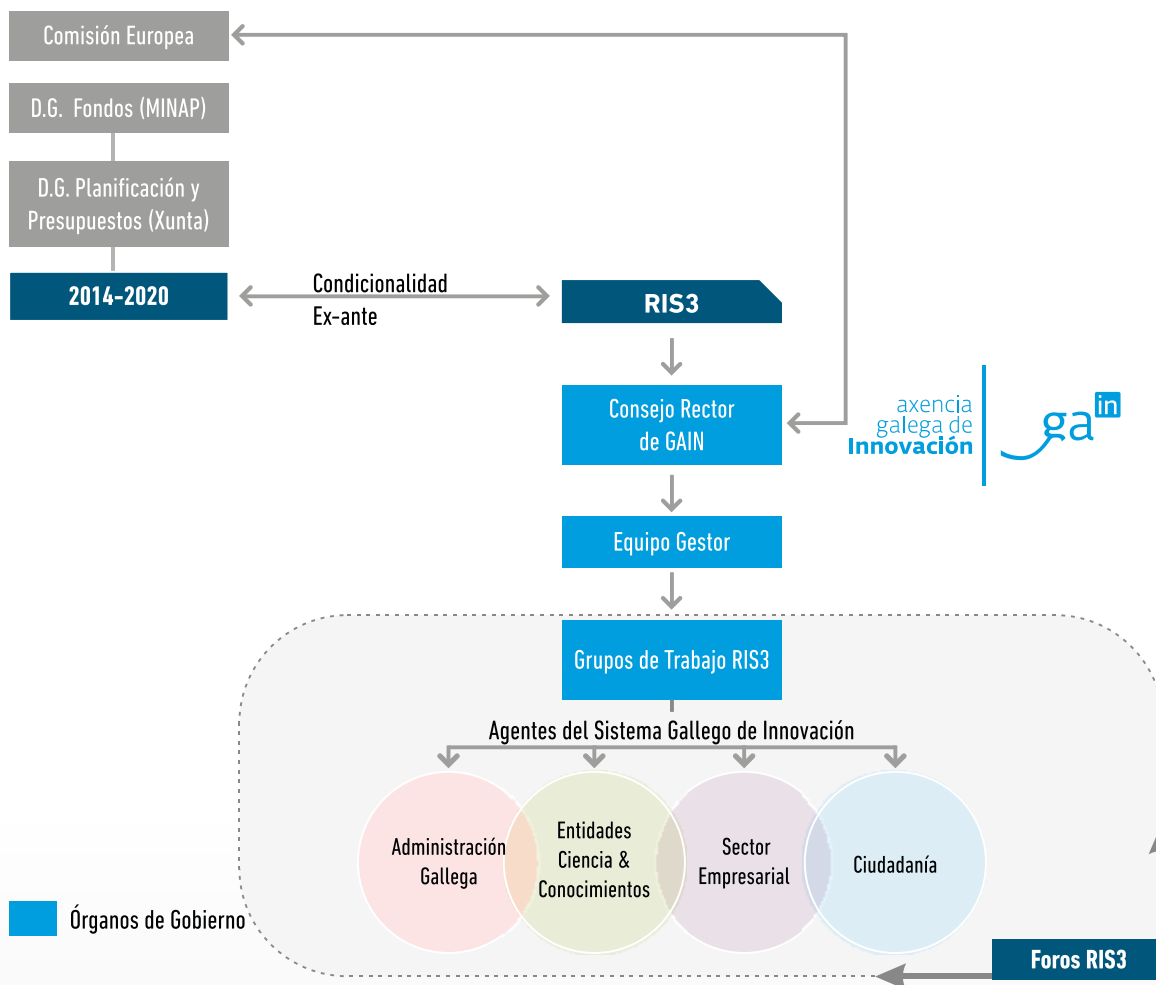 Comisión Europea
D.G. Fondos (MINAP)
D.G. Planificación y
Presupuestos (Xunta)
2014-2020
Condicionalidad
Ex-ante
RIS3
Consejo Rector
de GAIN
axencia
galega de
Innovación
gain
Equipo Gestor
Grupos de Trabajo RIS3
Agentes del Sistema Gallego de Innovación
Administración
Gallega
Entidades
Ciencia &
Conocimientos
Sector
Empresarial
Ciudadanía
Órganos de Gobierno
Foros RIS3